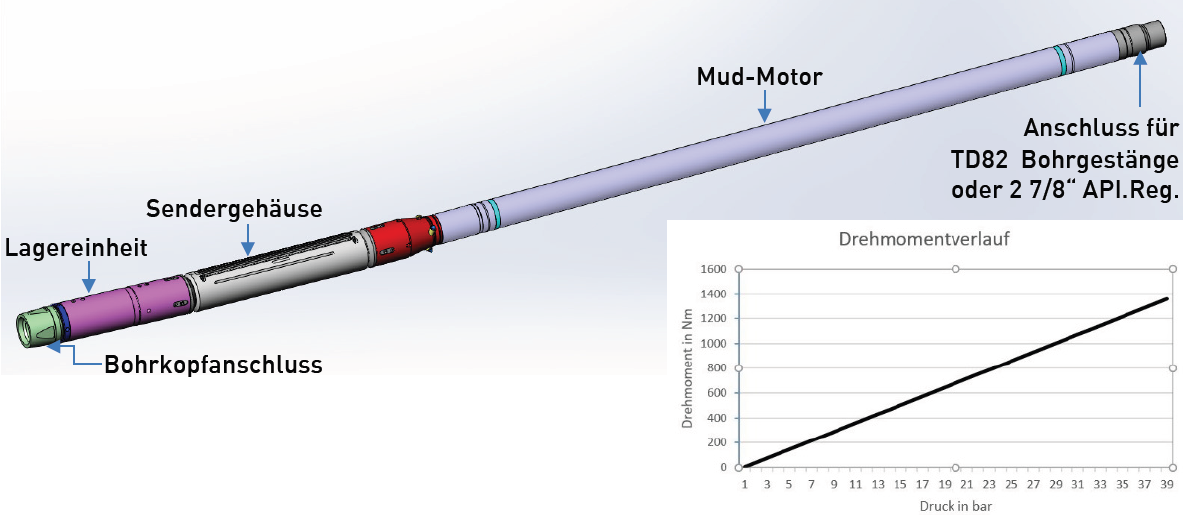 Mud-Motor
Anschluss für
TD82 Bohrgestänge
oder 2 7/8“ API.Reg.
Sendergehäuse
Lagereinheit
Bohrkopfanschluss
Drehmomentverlauf
Drehmoment in Nm
1600
1400
1200
1000
800
600
400
200
0
1 3 5 7 9 11 13 15 17 19 21 23 25 27 29 31 33 35 37 39
Druck in bar